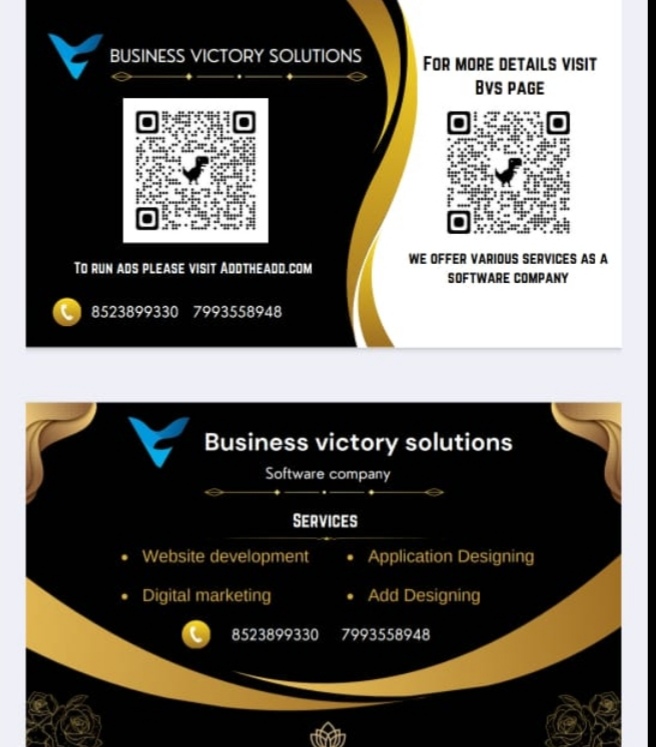 BUSINESS VICTORY SOLUTIONS
TO RUN ADS PLEASE VISIT ADDTHEADD.COM
8523899330 7993558948
FOR MORE DETAILS VISIT
BVS PAGE
WE OFFER VARIOUS SERVICES AS A
SOFTWARE COMPANY
Business victory solutions
Software company
SERVICES
• Website development
• Application Designing
• Digital marketing
• Add Designing
8523899330 7993558948